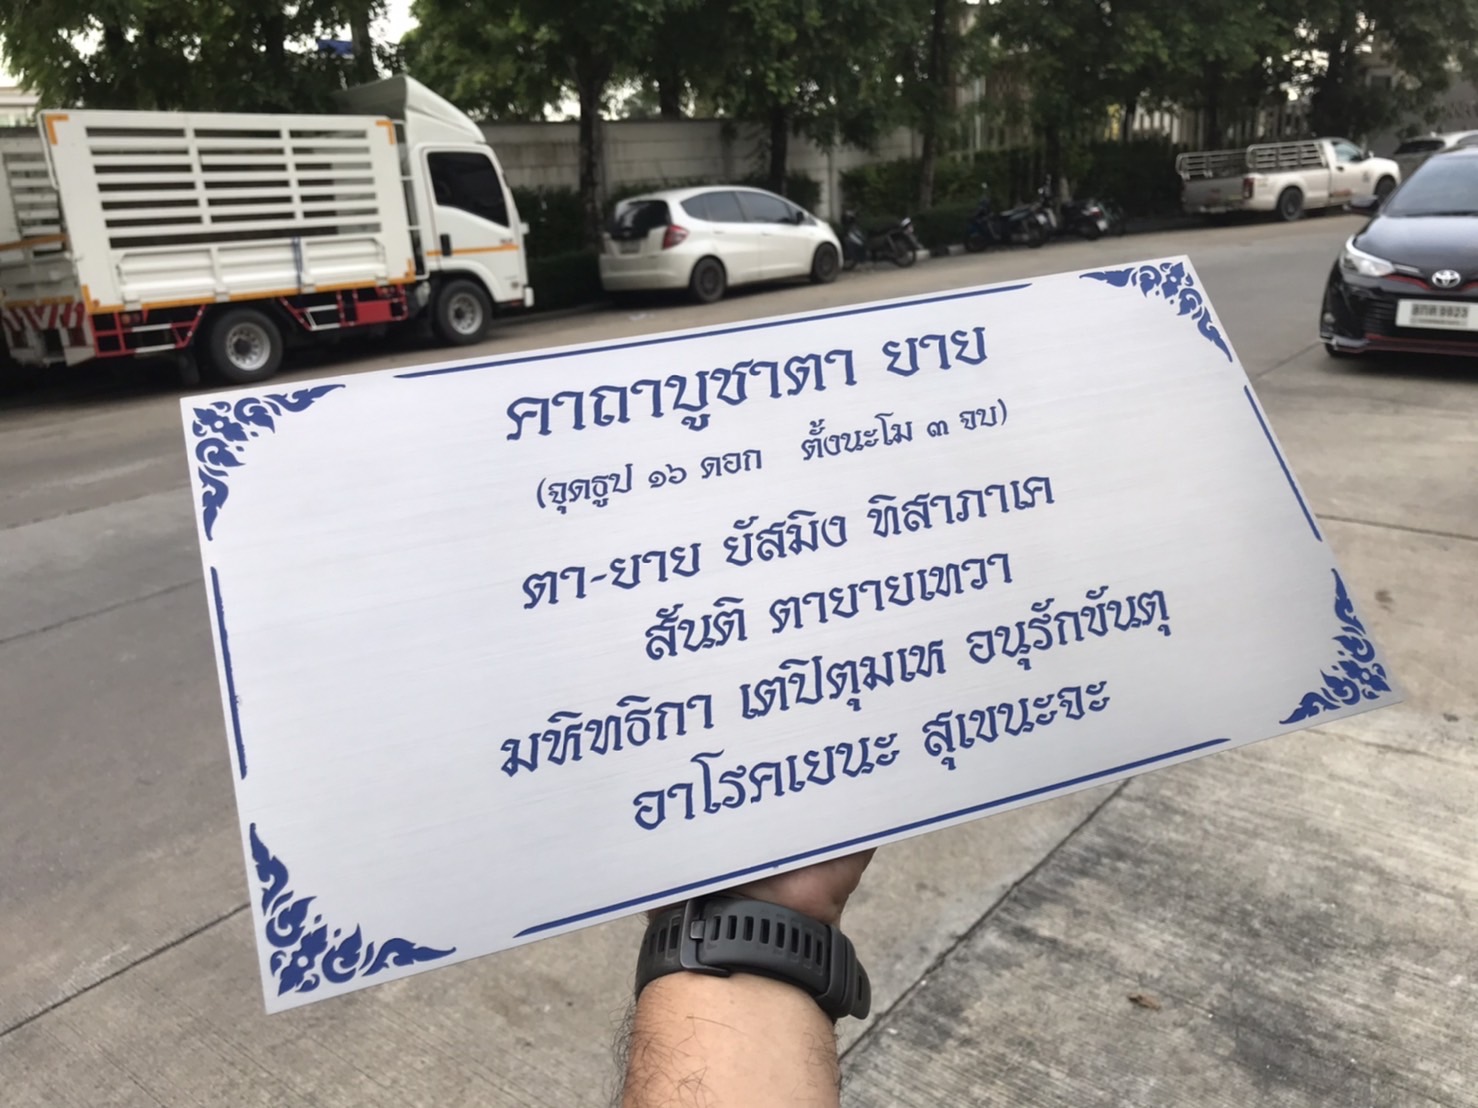 คาถาบูชาตา ยาย
(จุดธูป ๑๖ ดอก ตั้งนะโม ๓ จบ)
ตา-ยาย ยัสมิง ทิสาภาเค
สันติ ตายายเทวา
มหิทธิกา เตปิตุมเห อนุรักขันตุ
อาโรคเยนะ สุเขนะจะ